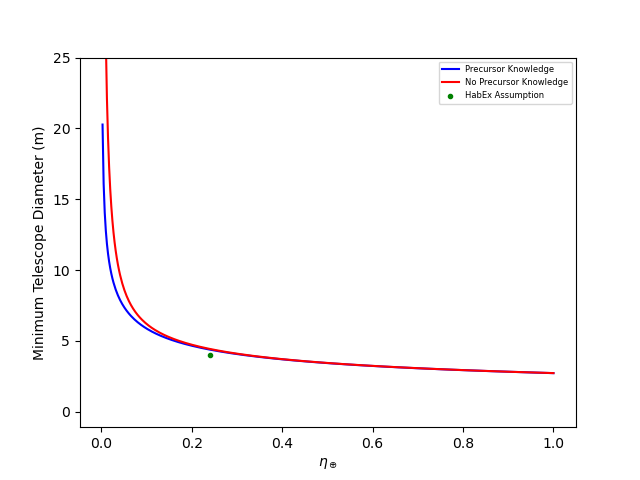 25
20
15
10
5
0
Minimum Telescope Diameter (m)
Precursor Knowledge
No Precursor Knowledge
HabEx Assumption
0.0 0.2 0.4 0.6 0.8 1.0
η⊕